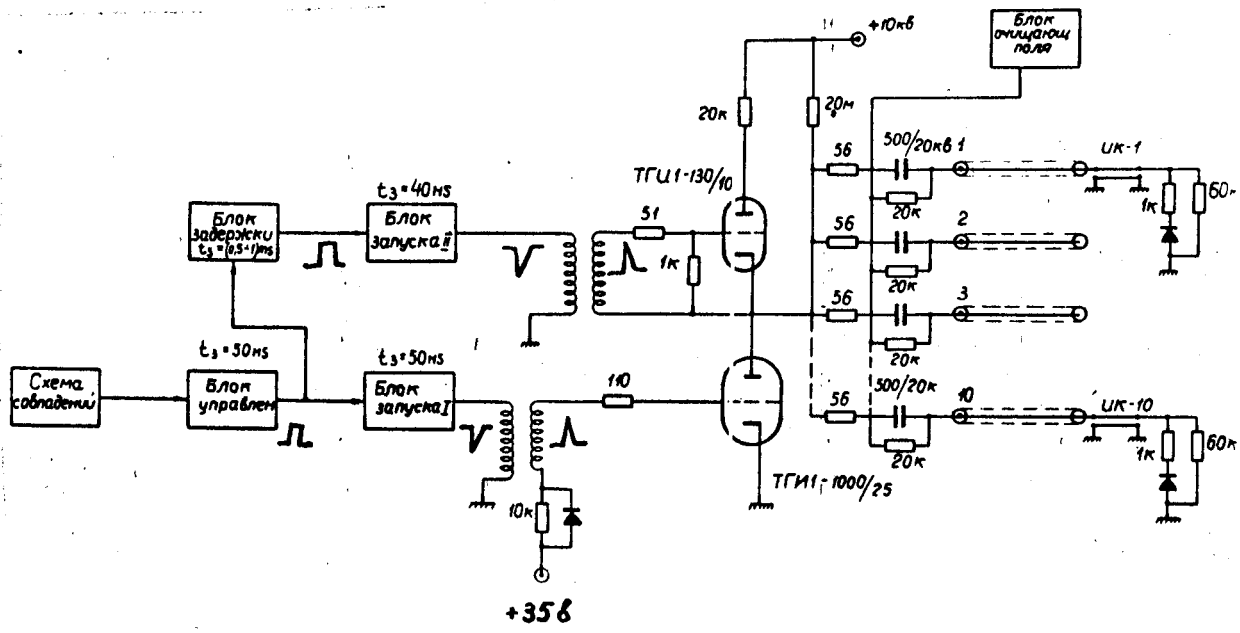 +10кв
Блок
очищающ
поля
20к
20м
500/20кв
1
ИК-1
56
ТГИ1-130/10
1к
60к
20к
t₃=40нs
51
2
Блок
задержки
t₃=(0,5÷1)ms
Блок
запуска II
56
1к
20к
3
56
20к
t₃=50нs
t₃=50нs
Схема
совпадений
Блок
управлен
Блок
запуска I
110
500/20к
10
ИК-10
56
1к
60к
20к
ТГИ1-1000/25
10к
+35в